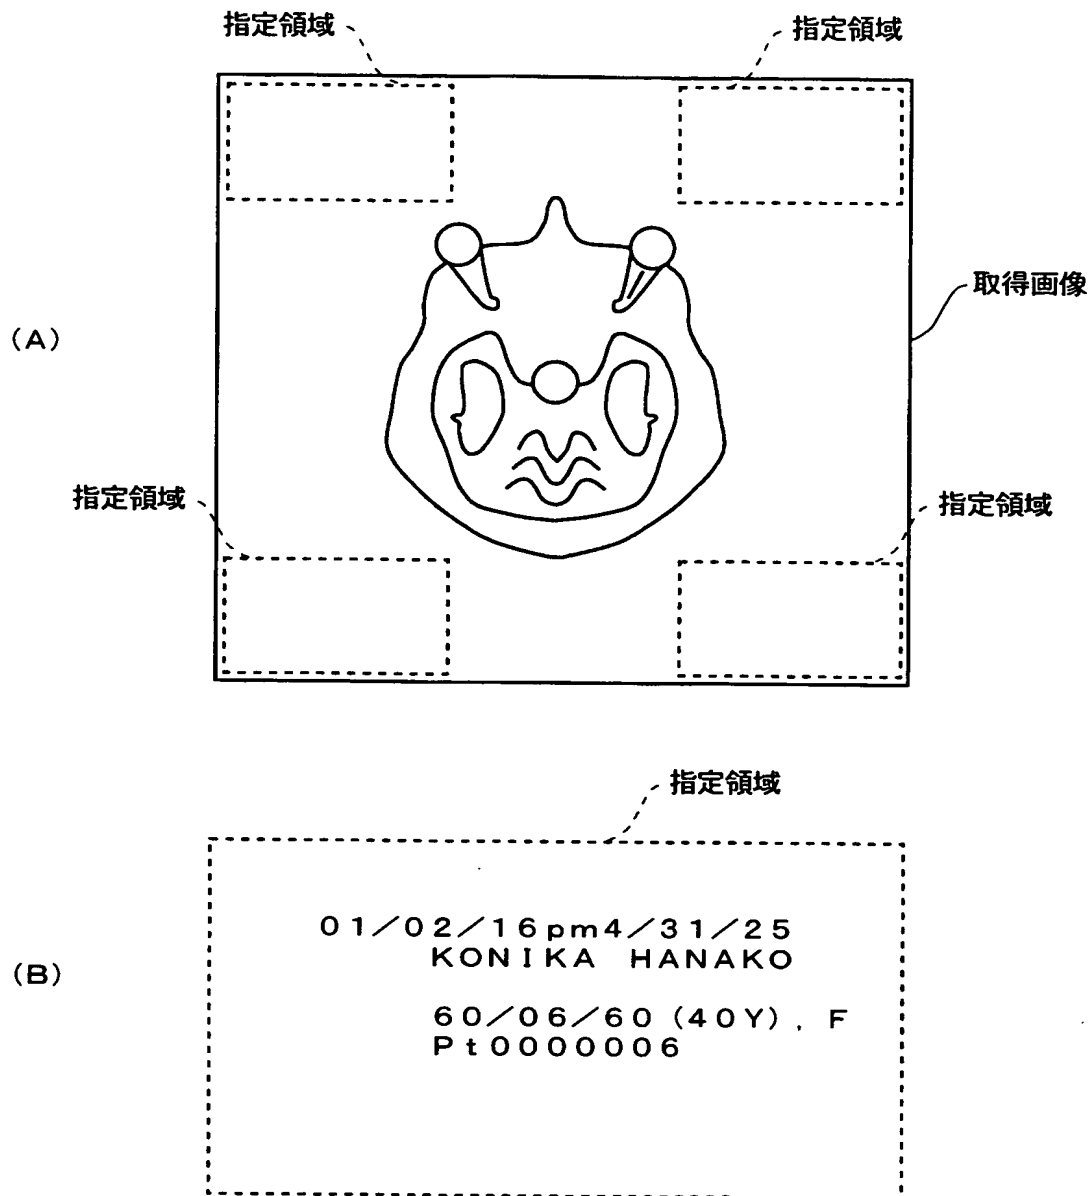 指定領域
指定領域
取得画像
(A)
指定領域
指定領域
指定領域
(B)
01/02/16pm4/31/25
KONIKA HANAKO
60/06/60(40Y), F
Pt0000006